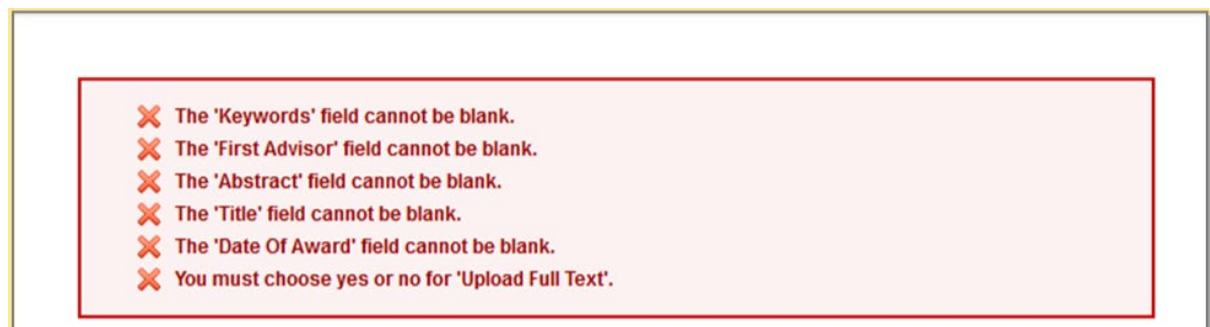 The 'Keywords' field cannot be blank.
The 'First Advisor' field cannot be blank.
The 'Abstract' field cannot be blank.
The 'Title' field cannot be blank.
The 'Date Of Award' field cannot be blank.
You must choose yes or no for 'Upload Full Text'.